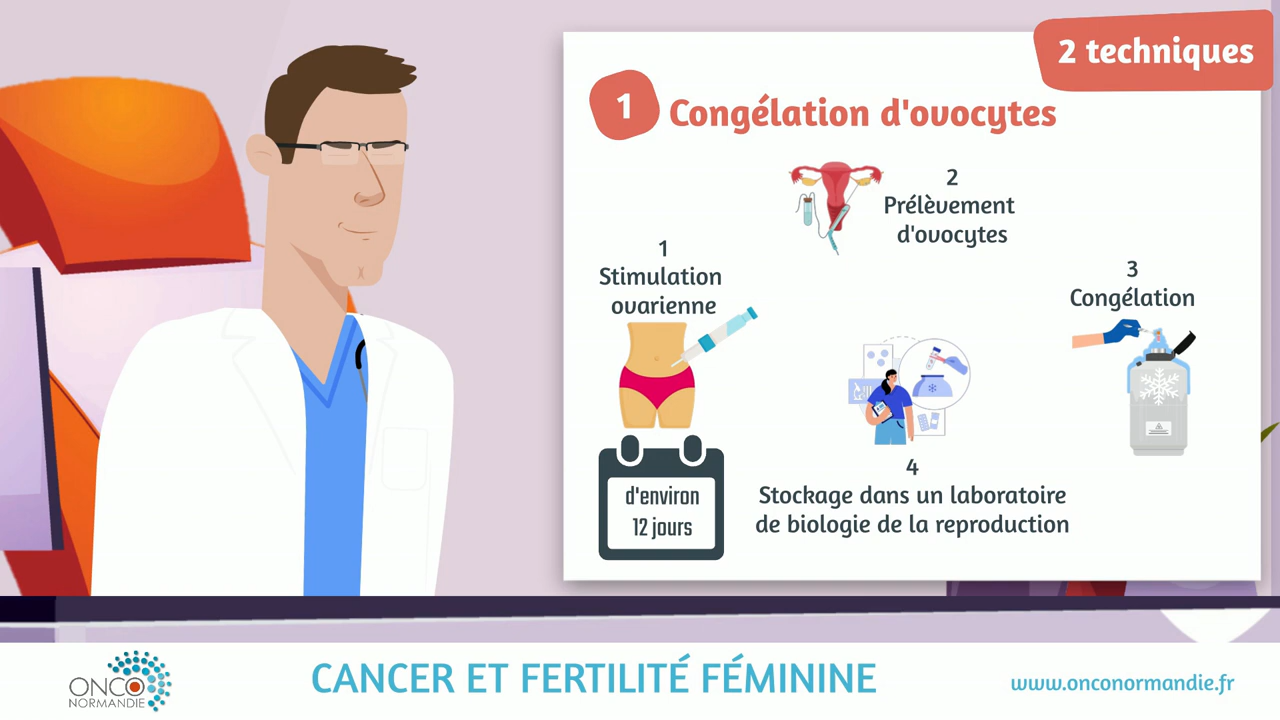 2 techniques
1
Congélation d'ovocytes
1
Stimulation
ovarienne
d'environ
12 jours
2
Prélèvement
d'ovocytes
3
Congélation
4
Stockage dans un laboratoire
de biologie de la reproduction
ONCO
NORMANDIE
CANCER ET FERTILITÉ FÉMININE
www.onconormandie.fr